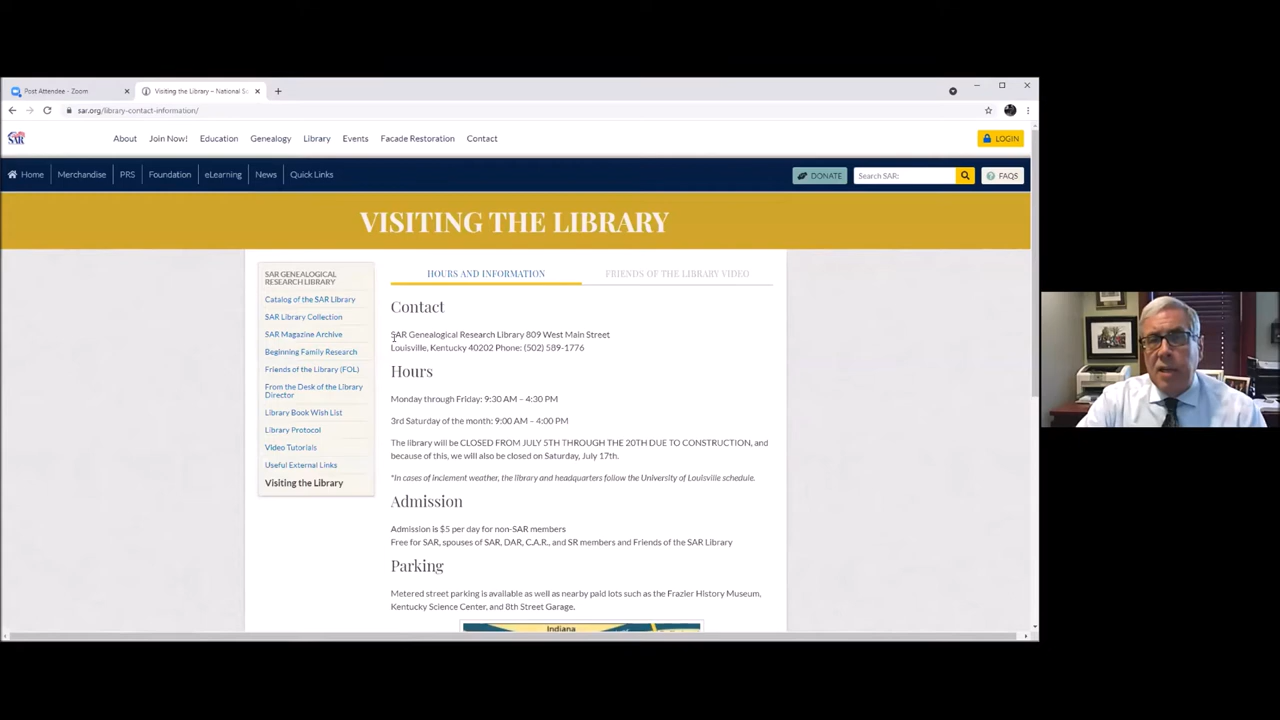 Post Attendee - Zoom
Visiting the Library – National So
sar.org/library-contact-information/
SAR
About Join Now! Education Genealogy Library Events Facade Restoration Contact
LOGIN
Home Merchandise PRS Foundation eLearning News Quick Links
DONATE
Search SAR:
FAQS
VISITING THE LIBRARY
SAR GENEALOGICAL
RESEARCH LIBRARY
Catalog of the SAR Library
SAR Library Collection
SAR Magazine Archive
Beginning Family Research
Friends of the Library (FOL)
From the Desk of the Library
Director
Library Book Wish List
Library Protocol
Video Tutorials
Useful External Links
Visiting the Library
HOURS AND INFORMATION
FRIENDS OF THE LIBRARY VIDEO
Contact
SAR Genealogical Research Library 809 West Main Street
Louisville, Kentucky 40202 Phone: (502) 589-1776
Hours
Monday through Friday: 9:30 AM – 4:30 PM
3rd Saturday of the month: 9:00 AM – 4:00 PM
The library will be CLOSED FROM JULY 5TH THROUGH THE 20TH DUE TO CONSTRUCTION, and
because of this, we will also be closed on Saturday, July 17th.
*In cases of inclement weather, the library and headquarters follow the University of Louisville schedule.
Admission
Admission is $5 per day for non-SAR members
Free for SAR, spouses of SAR, DAR, C.A.R., and SR members and Friends of the SAR Library
Parking
Metered street parking is available as well as nearby paid lots such as the Frazier History Museum,
Kentucky Science Center, and 8th Street Garage.
Indiana